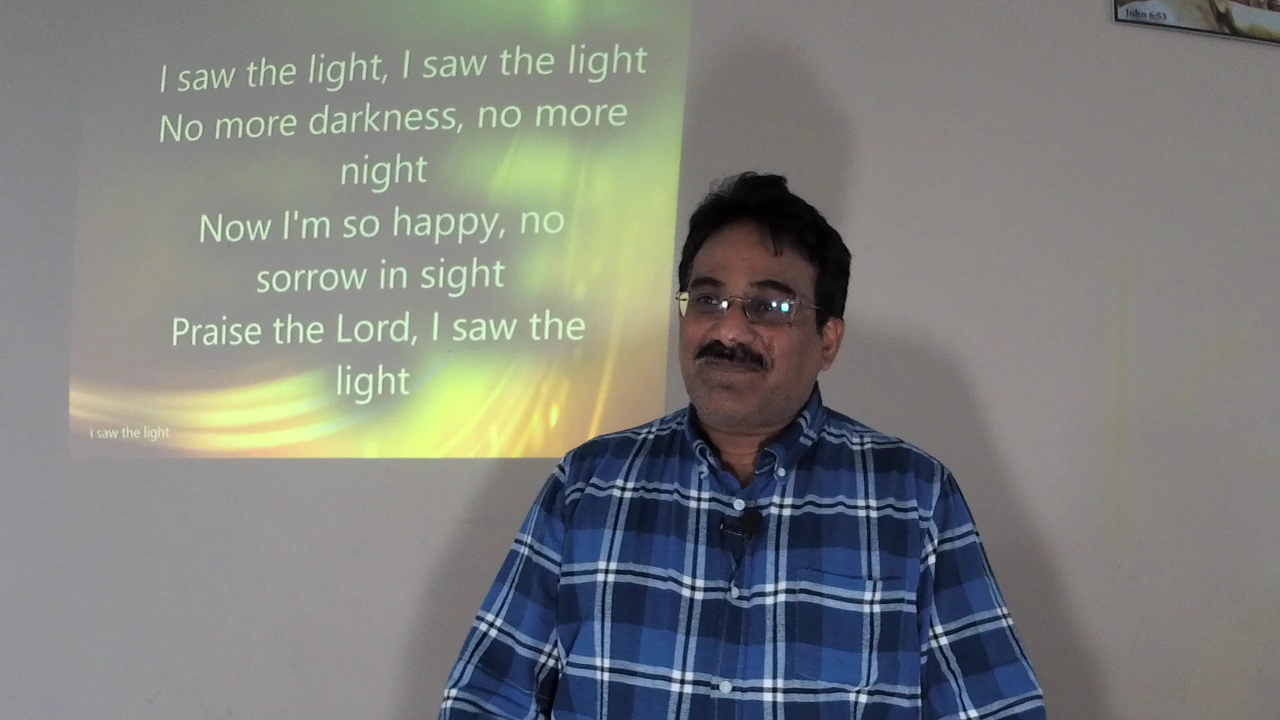 I saw the light, I saw the light
No more darkness, no more
night
Now I'm so happy, no
sorrow in sight
Praise the Lord, I saw the
light
i saw the light
John 6:53